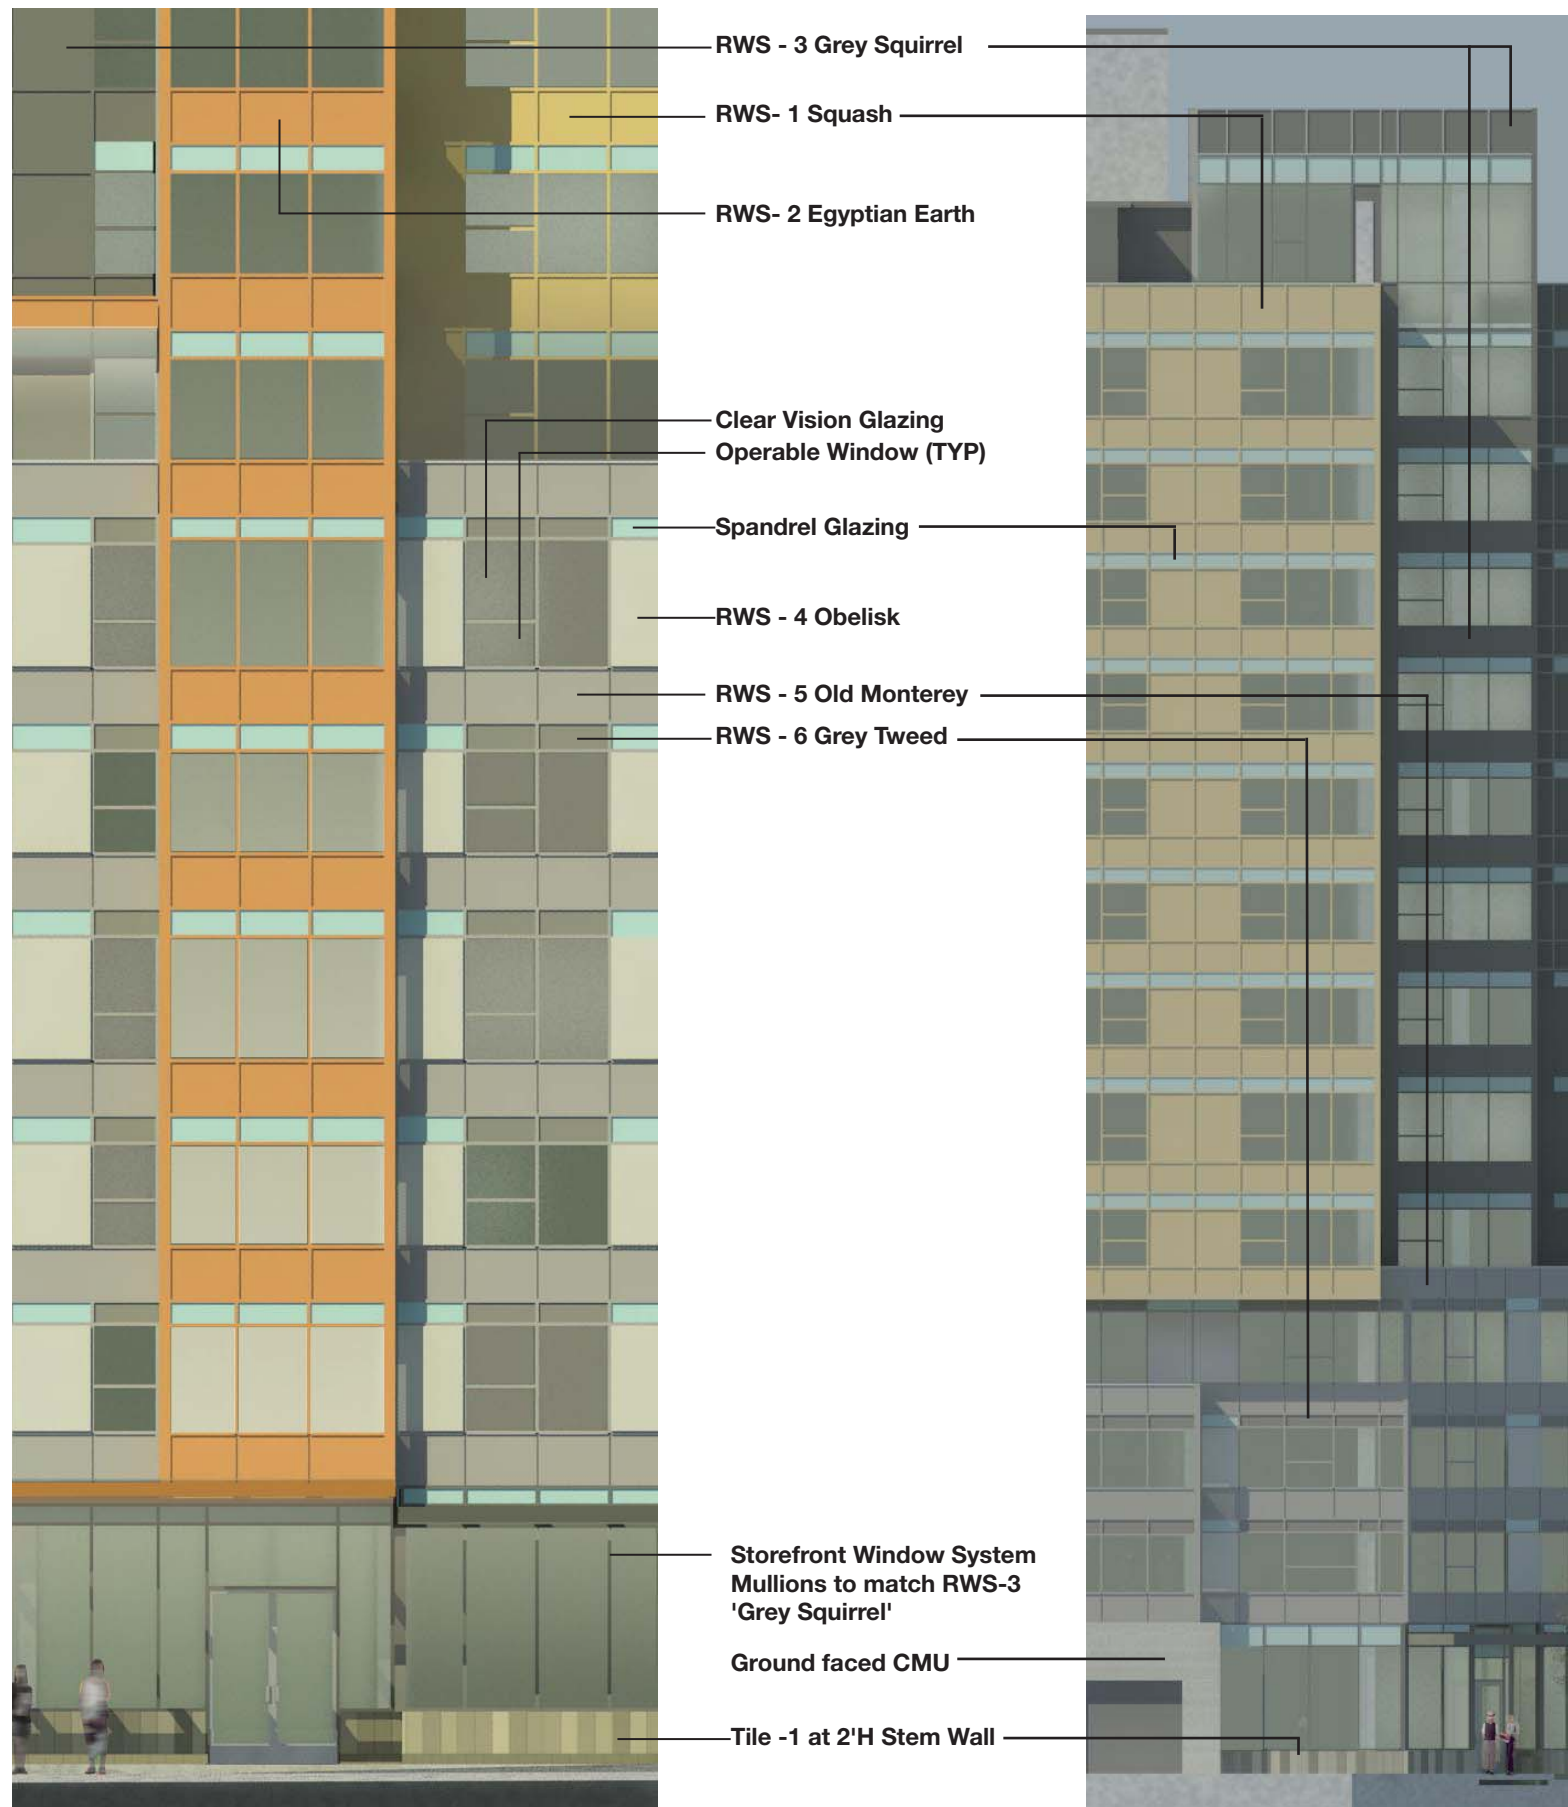 RWS - 3 Grey Squirrel
RWS- 1 Squash
RWS- 2 Egyptian Earth
Clear Vision Glazing
Operable Window (TYP)
Spandrel Glazing
RWS - 4 Obelisk
RWS - 5 Old Monterey
RWS - 6 Grey Tweed
Storefront Window System
Mullions to match RWS-3
'Grey Squirrel'
Ground faced CMU
Tile -1 at 2'H Stem Wall